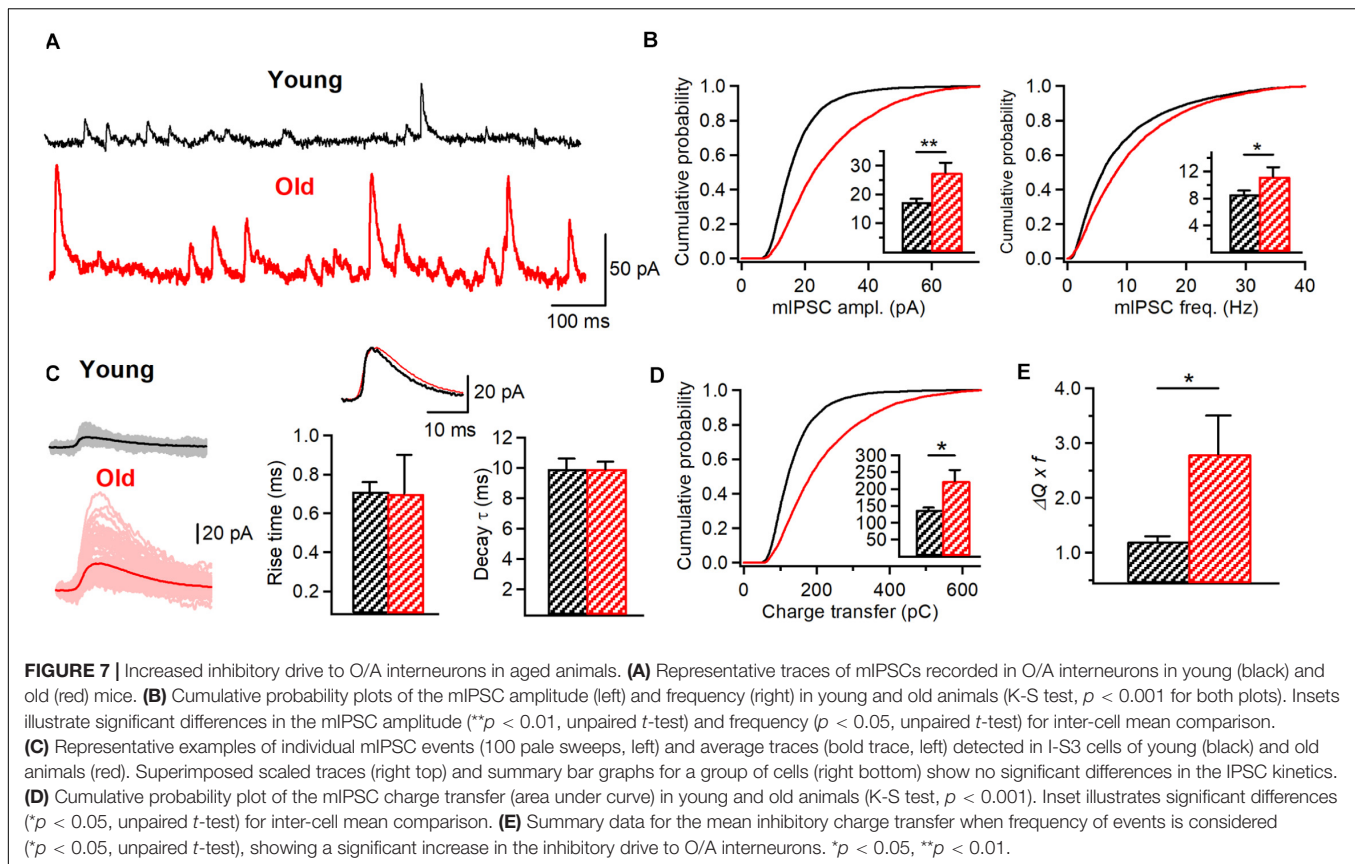 A
Young
Old
50 pA
100 ms
B
Cumulative probability
1.0
0.8
0.6
0.4
0.2
0.0
0
20
40
60
mIPSC ampl. (pA)
**
30
25
20
15
10
Cumulative probability
1.0
0.8
0.6
0.4
0.2
0.0
0
10
20
30
40
mIPSC freq. (Hz)
*
12
8
4
C
Young
Old
20 pA
20 pA
10 ms
Rise time (ms)
1.0
0.8
0.6
0.4
0.2
Decay τ (ms)
12
10
8
6
4
2
D
Cumulative probability
1.0
0.8
0.6
0.4
0.2
0.0
0
200
400
600
Charge transfer (pC)
*
300
250
200
150
100
50
E
ΔQ x f
4.0
3.0
2.0
1.0
*
FIGURE 7 | Increased inhibitory drive to O/A interneurons in aged animals. (A) Representative traces of mIPSCs recorded in O/A interneurons in young (black) and
old (red) mice. (B) Cumulative probability plots of the mIPSC amplitude (left) and frequency (right) in young and old animals (K-S test, p < 0.001 for both plots). Insets
illustrate significant differences in the mIPSC amplitude (**p < 0.01, unpaired t-test) and frequency (p < 0.05, unpaired t-test) for inter-cell mean comparison.
(C) Representative examples of individual mIPSC events (100 pale sweeps, left) and average traces (bold trace, left) detected in I-S3 cells of young (black) and old
animals (red). Superimposed scaled traces (right top) and summary bar graphs for a group of cells (right bottom) show no significant differences in the IPSC kinetics.
(D) Cumulative probability plot of the mIPSC charge transfer (area under curve) in young and old animals (K-S test, p < 0.001). Inset illustrates significant differences
(*p < 0.05, unpaired t-test) for inter-cell mean comparison. (E) Summary data for the mean inhibitory charge transfer when frequency of events is considered
(*p < 0.05, unpaired t-test), showing a significant increase in the inhibitory drive to O/A interneurons. *p < 0.05, **p < 0.01.